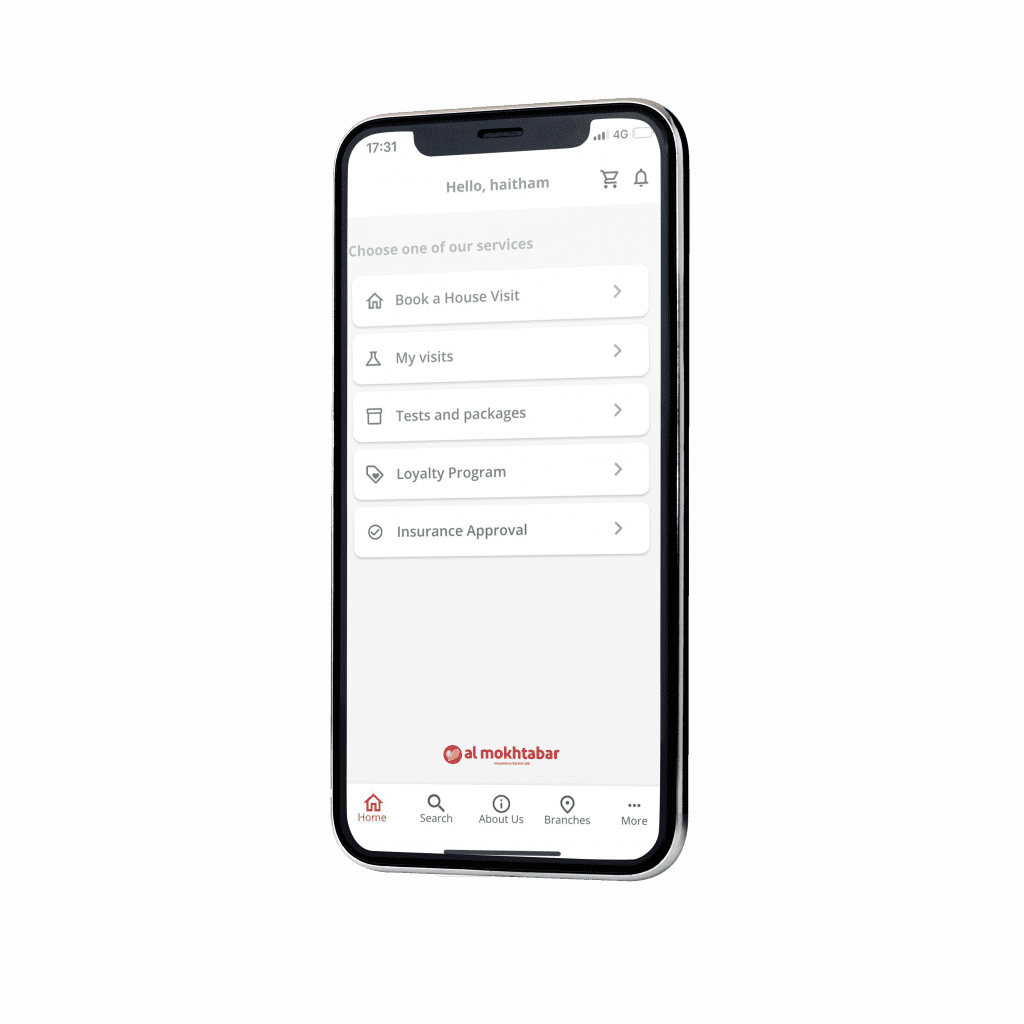 17:31
4G
Hello, haitham
Choose one of our services
Book a House Visit
My visits
Tests and packages
Loyalty Program
Insurance Approval
al mokhtabar
Home
Search
About Us
Branches
More